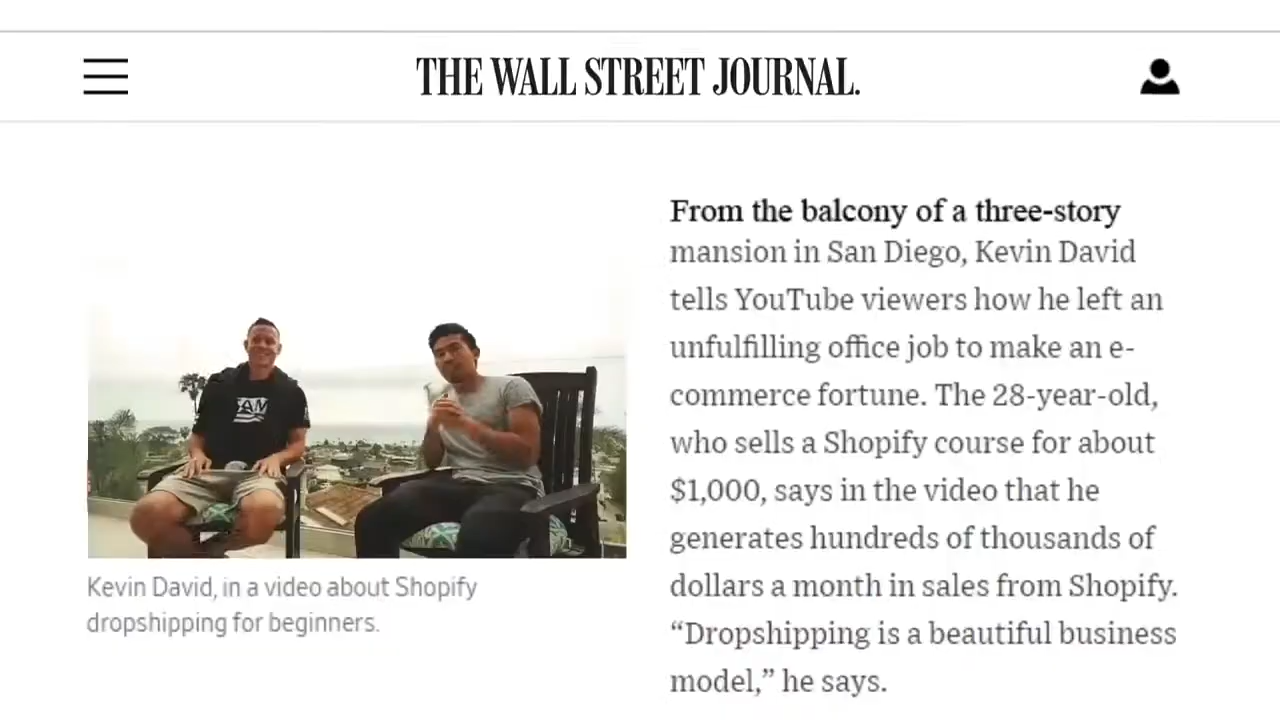 THE WALL STREET JOURNAL.
From the balcony of a three-story
mansion in San Diego, Kevin David
tells YouTube viewers how he left an
unfulfilling office job to make an e-
commerce fortune. The 28-year-old,
who sells a Shopify course for about
$1,000, says in the video that he
generates hundreds of thousands of
dollars a month in sales from Shopify.
“Dropshipping is a beautiful business
model,” he says.
Kevin David, in a video about Shopify
dropshipping for beginners.